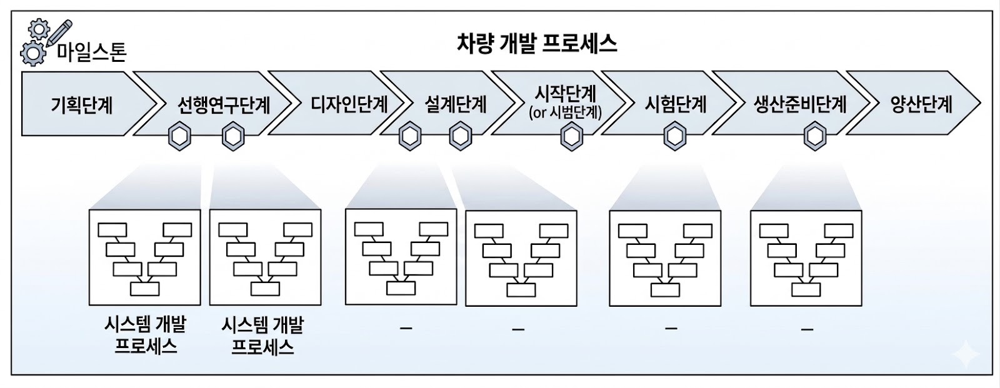 마일스톤
차량 개발 프로세스
기획단계
선행연구단계
디자인단계
설계단계
시작단계
(or 시범단계)
시험단계
생산준비단계
양산단계
시스템 개발
프로세스
시스템 개발
프로세스
–
–
–
–